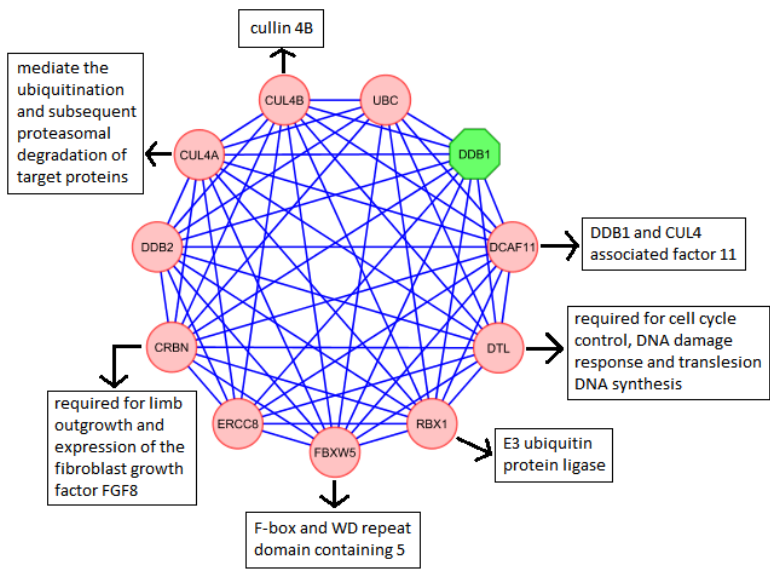 cullin 4B
mediate the
ubiquitination
and subsequent
proteasomal
degradation of
target proteins
CUL4B
UBC
CUL4A
DDB1
DDB2
DCAF11
DDB1 and CUL4
associated factor 11
CRBN
DTL
required for cell cycle
control, DNA damage
response and translesion
DNA synthesis
required for limb
outgrowth and
expression of the
fibroblast growth
factor FGF8
ERCC8
FBXW5
RBX1
E3 ubiquitin
protein ligase
F-box and WD repeat
domain containing 5